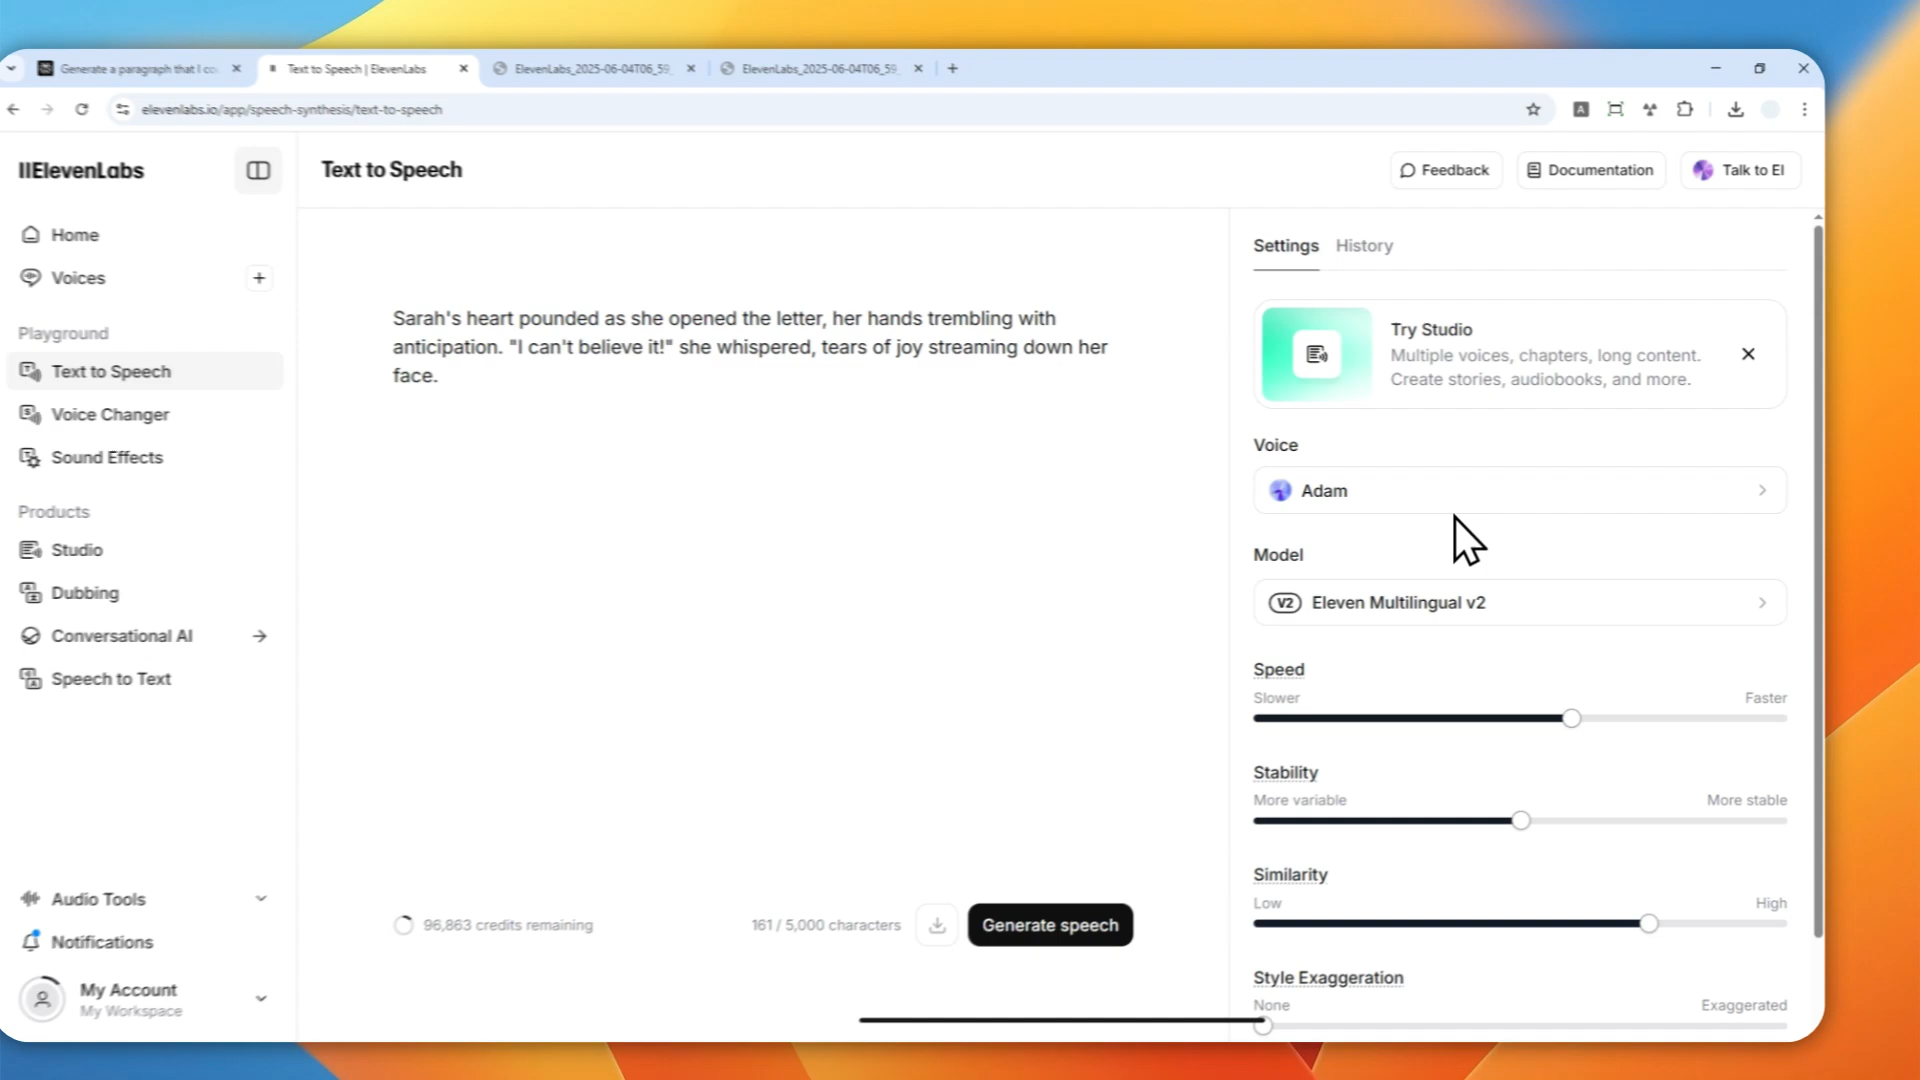 Generate a paragraph that I co
Text to Speech | ElevenLabs
ElevenLabs_2025-06-04T06_59_
ElevenLabs_2025-06-04T06_59_
elevenlabs.io/app/speech-synthesis/text-to-speech
IIElevenLabs
Text to Speech
Feedback
Documentation
Talk to El
Home
Voices
Playground
Text to Speech
Voice Changer
Sound Effects
Products
Studio
Dubbing
Conversational AI
Speech to Text
Audio Tools
Notifications
My Account
My Workspace
Sarah's heart pounded as she opened the letter, her hands trembling with
anticipation. "I can't believe it!" she whispered, tears of joy streaming down her
face.
96,863 credits remaining
161 / 5,000 characters
Generate speech
Settings
History
Try Studio
Multiple voices, chapters, long content.
Create stories, audiobooks, and more.
Voice
Adam
Model
V2 Eleven Multilingual v2
Speed
Slower
Faster
Stability
More variable
More stable
Similarity
Low
High
Style Exaggeration
None
Exaggerated